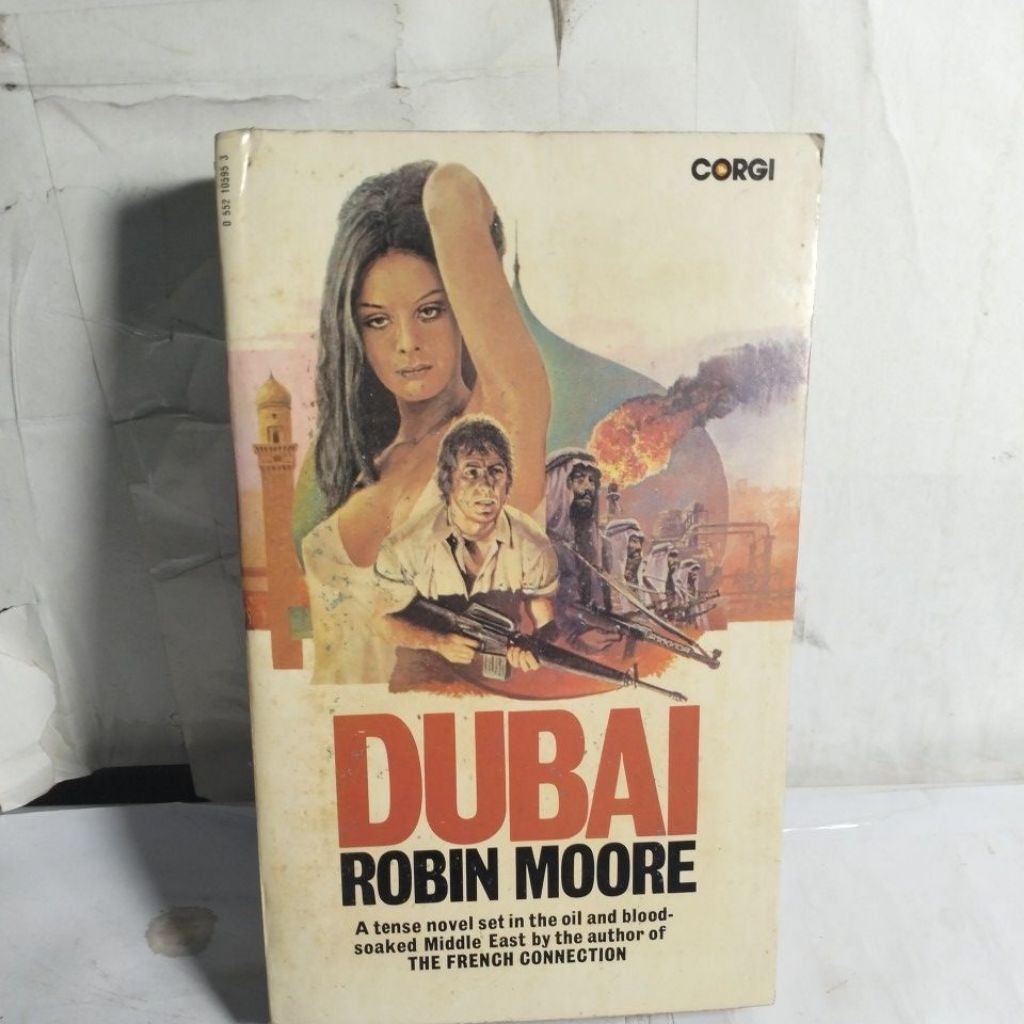 0 552 10595 3
CORGI
DUBAI
ROBIN MOORE
A tense novel set in the oil and blood-
soaked Middle East by the author of
THE FRENCH CONNECTION